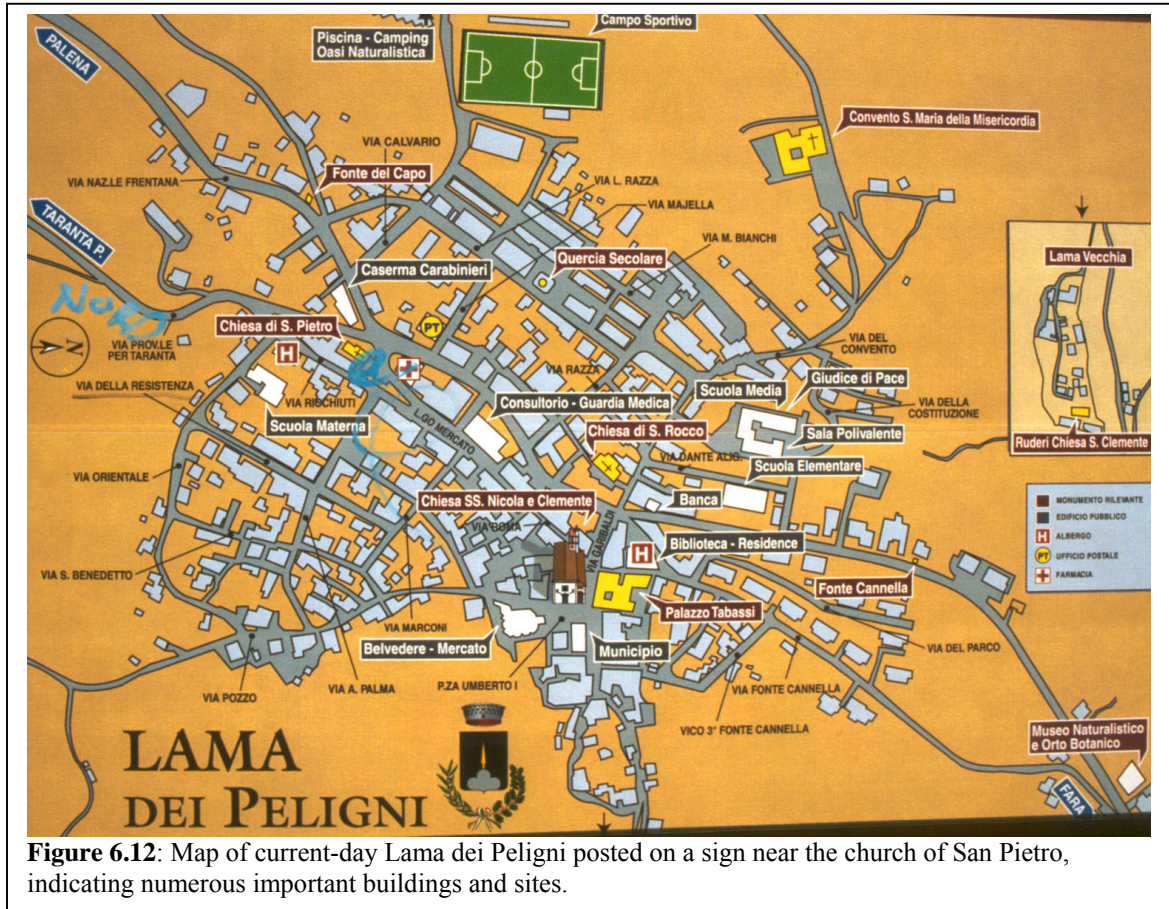 Campo Sportivo
Piscina - Camping
Oasi Naturalistica
PALENA
Convento S. Maria della Misericordia
VIA CALVARIO
Fonte del Capo
VIA L. RAZZA
VIA NAZ.LE FRENTANA
VIA MAJELLA
TARANTA P.
VIA M. BIANCHI
Quercia Secolare
Caserma Carabinieri
Lama Vecchia
NORD
N
Chiesa di S. Pietro
PT
VIA PROV.LE
PER TARANTA
H
VIA DEL
CONVENTO
VIA RAZZA
VIA DELLA RESISTENZA
Scuola Media
Giudice di Pace
VIA RICCHIUTI
Consultorio - Guardia Medica
VIA DELLA
COSTITUZIONE
Scuola Materna
L.GO MERCATO
Chiesa di S. Rocco
Sala Polivalente
Ruderi Chiesa S. Clemente
VIA DANTE ALIG.
Scuola Elementare
VIA ORIENTALE
Chiesa SS. Nicola e Clemente
Banca
MONUMENTO RILEVANTE
EDIFICIO PUBBLICO
H ALBERGO
PT UFFICIO POSTALE
FARMACIA
VIA ROMA
VIA GARIBALDI
H
Biblioteca - Residence
VIA S. BENEDETTO
Fonte Cannella
Palazzo Tabassi
VIA MARCONI
Belvedere - Mercato
Municipio
VIA DEL PARCO
VIA POZZO
VIA A. PALMA
P.ZA UMBERTO I
VIA FONTE CANNELLA
VICO 3° FONTE CANNELLA
Museo Naturalistico
e Orto Botanico
LAMA
DEI PELIGNI
FARA
Figure 6.12: Map of current-day Lama dei Peligni posted on a sign near the church of San Pietro,
indicating numerous important buildings and sites.